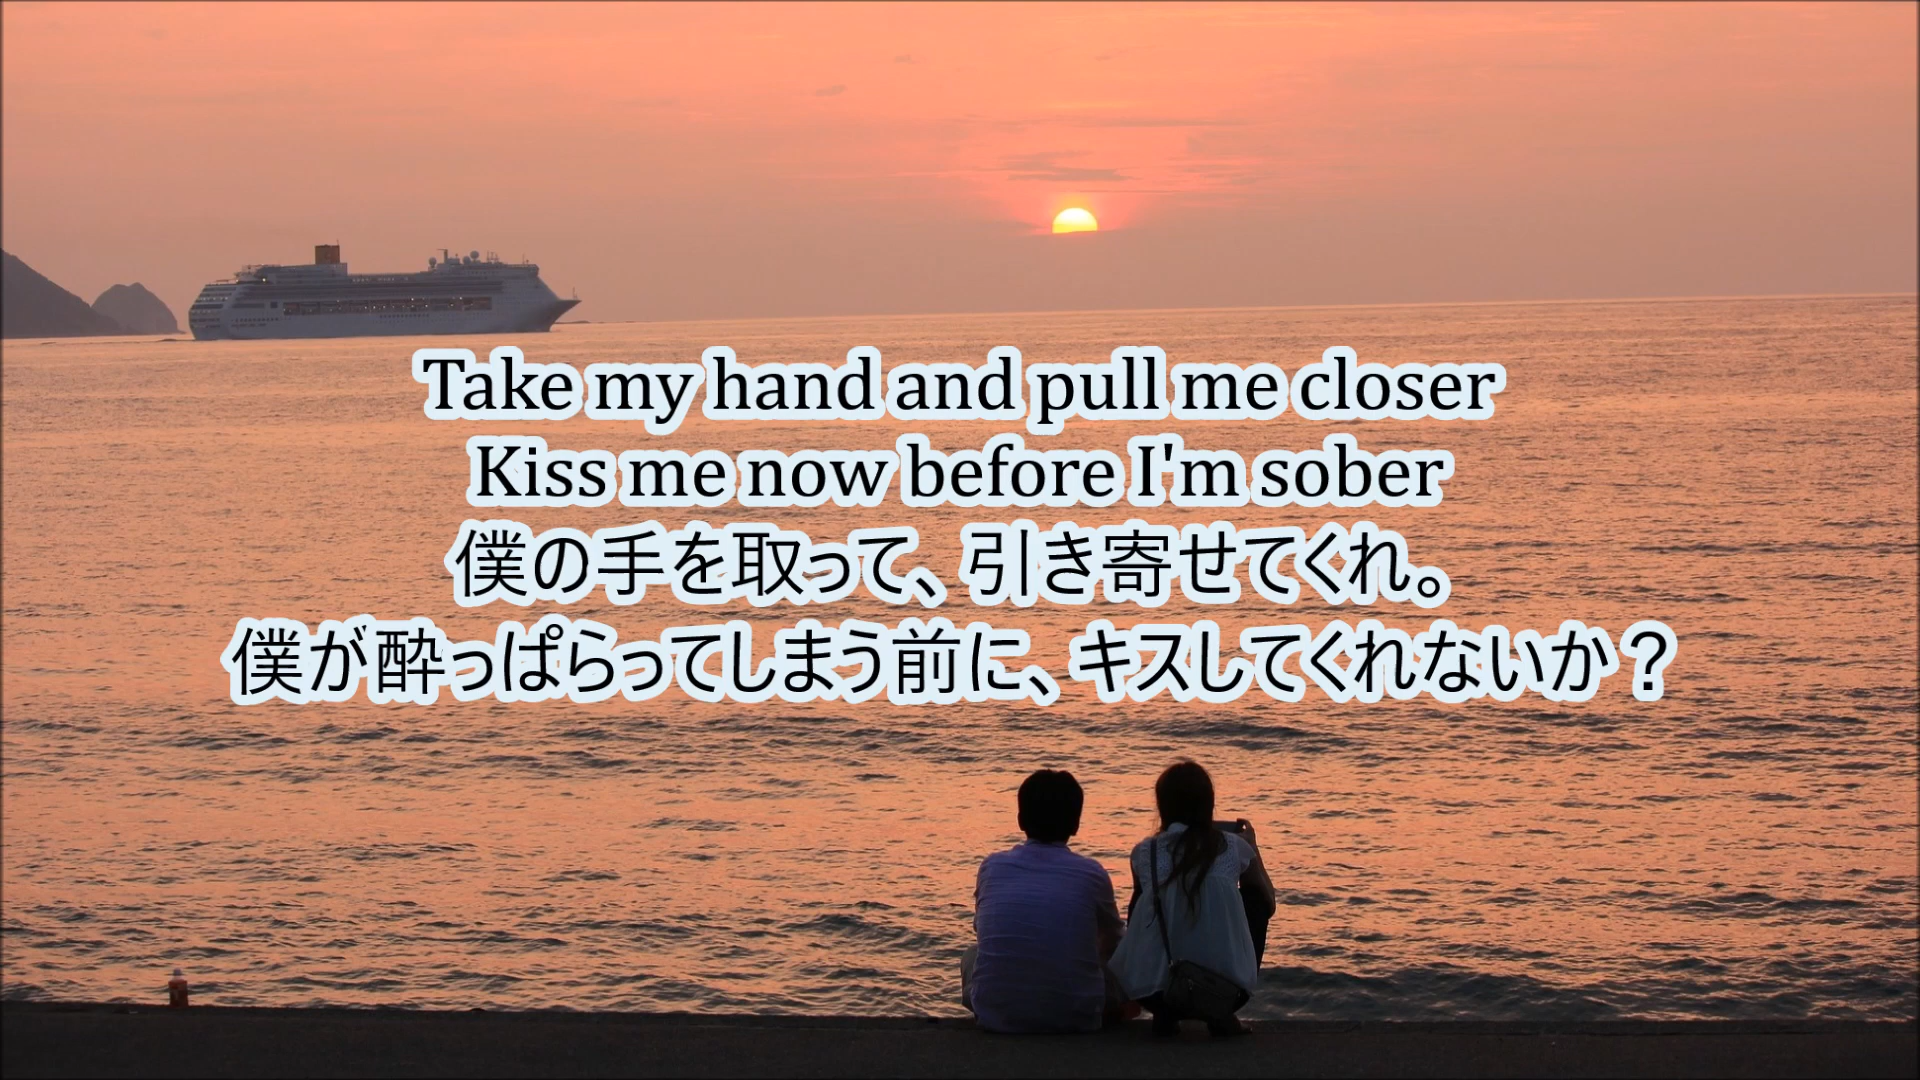 Take my hand and pull me closer
Kiss me now before I'm sober
僕の手を取って、引き寄せてくれ。
僕が酔っぱらってしまう前に、キスしてくれないか？